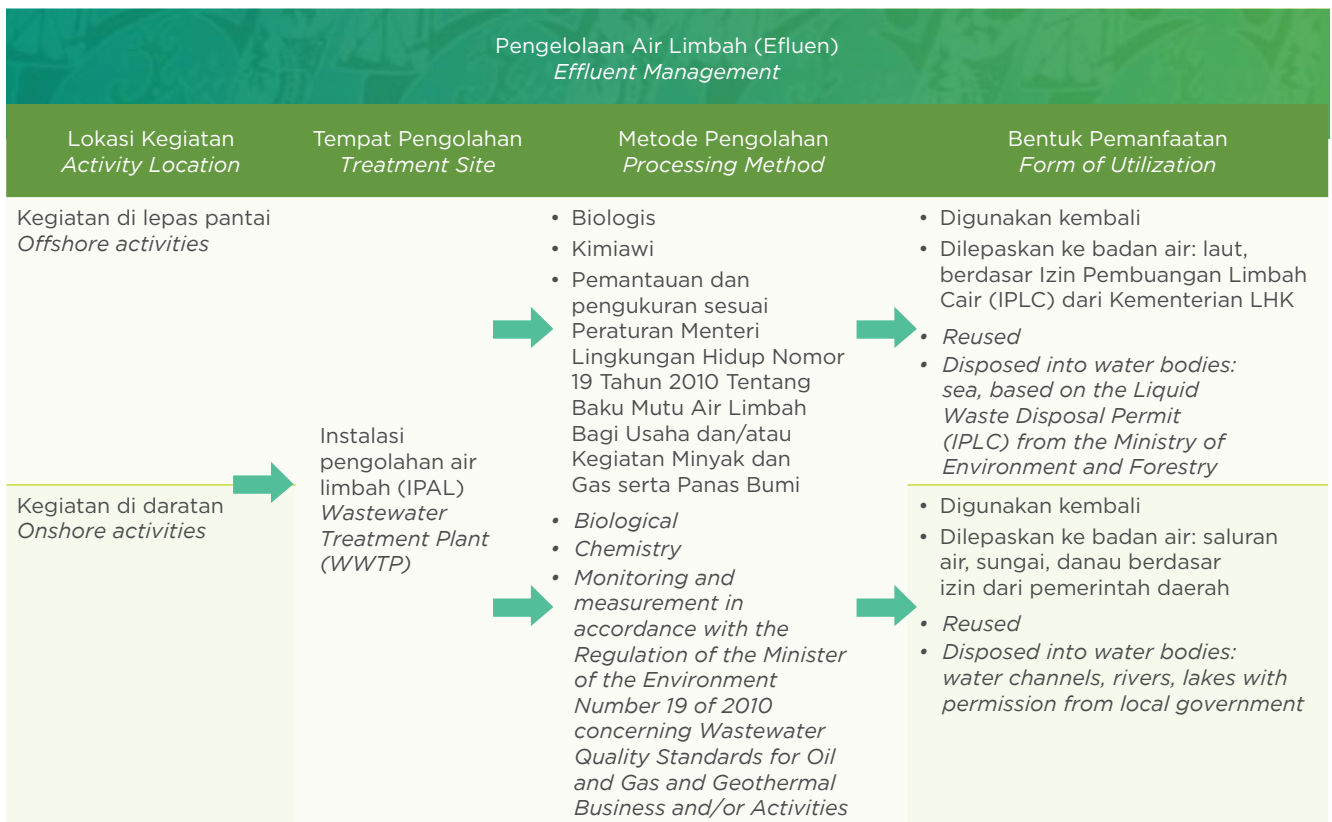 Pengelolaan Air Limbah (Efluen)
Effluent Management
Lokasi Kegiatan
Activity Location
Tempat Pengolahan
Treatment Site
Metode Pengolahan
Processing Method
Bentuk Pemanfaatan
Form of Utilization
Kegiatan di lepas pantai
Offshore activities
Kegiatan di daratan
Onshore activities
Instalasi
pengolahan air
limbah (IPAL)
Wastewater
Treatment Plant
(WWTP)
• Biologis
• Kimiawi
• Pemantauan dan
pengukuran sesuai
Peraturan Menteri
Lingkungan Hidup Nomor
19 Tahun 2010 Tentang
Baku Mutu Air Limbah
Bagi Usaha dan/atau
Kegiatan Minyak dan
Gas serta Panas Bumi
• Biological
• Chemistry
• Monitoring and
measurement in
accordance with the
Regulation of the Minister
of the Environment
Number 19 of 2010
concerning Wastewater
Quality Standards for Oil
and Gas and Geothermal
Business and/or Activities
• Digunakan kembali
• Dilepaskan ke badan air: laut,
berdasar Izin Pembuangan Limbah
Cair (IPLC) dari Kementerian LHK
• Reused
• Disposed into water bodies:
sea, based on the Liquid
Waste Disposal Permit
(IPLC) from the Ministry of
Environment and Forestry
• Digunakan kembali
• Dilepaskan ke badan air: saluran
air, sungai, danau berdasar
izin dari pemerintah daerah
• Reused
• Disposed into water bodies:
water channels, rivers, lakes with
permission from local government